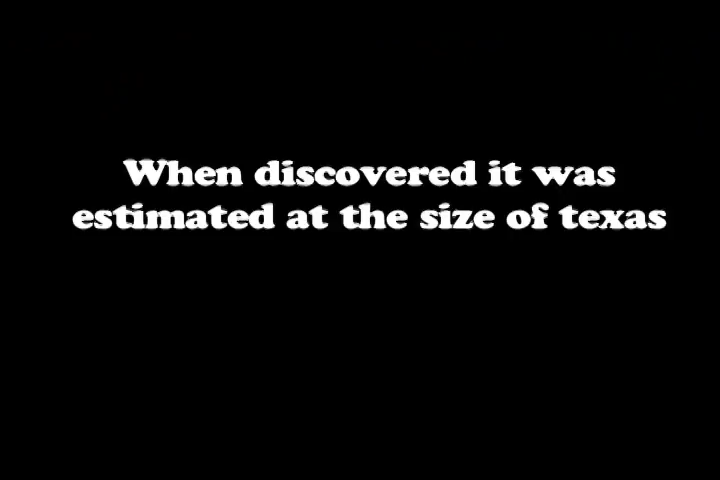 When discovered it was
estimated at the size of texas